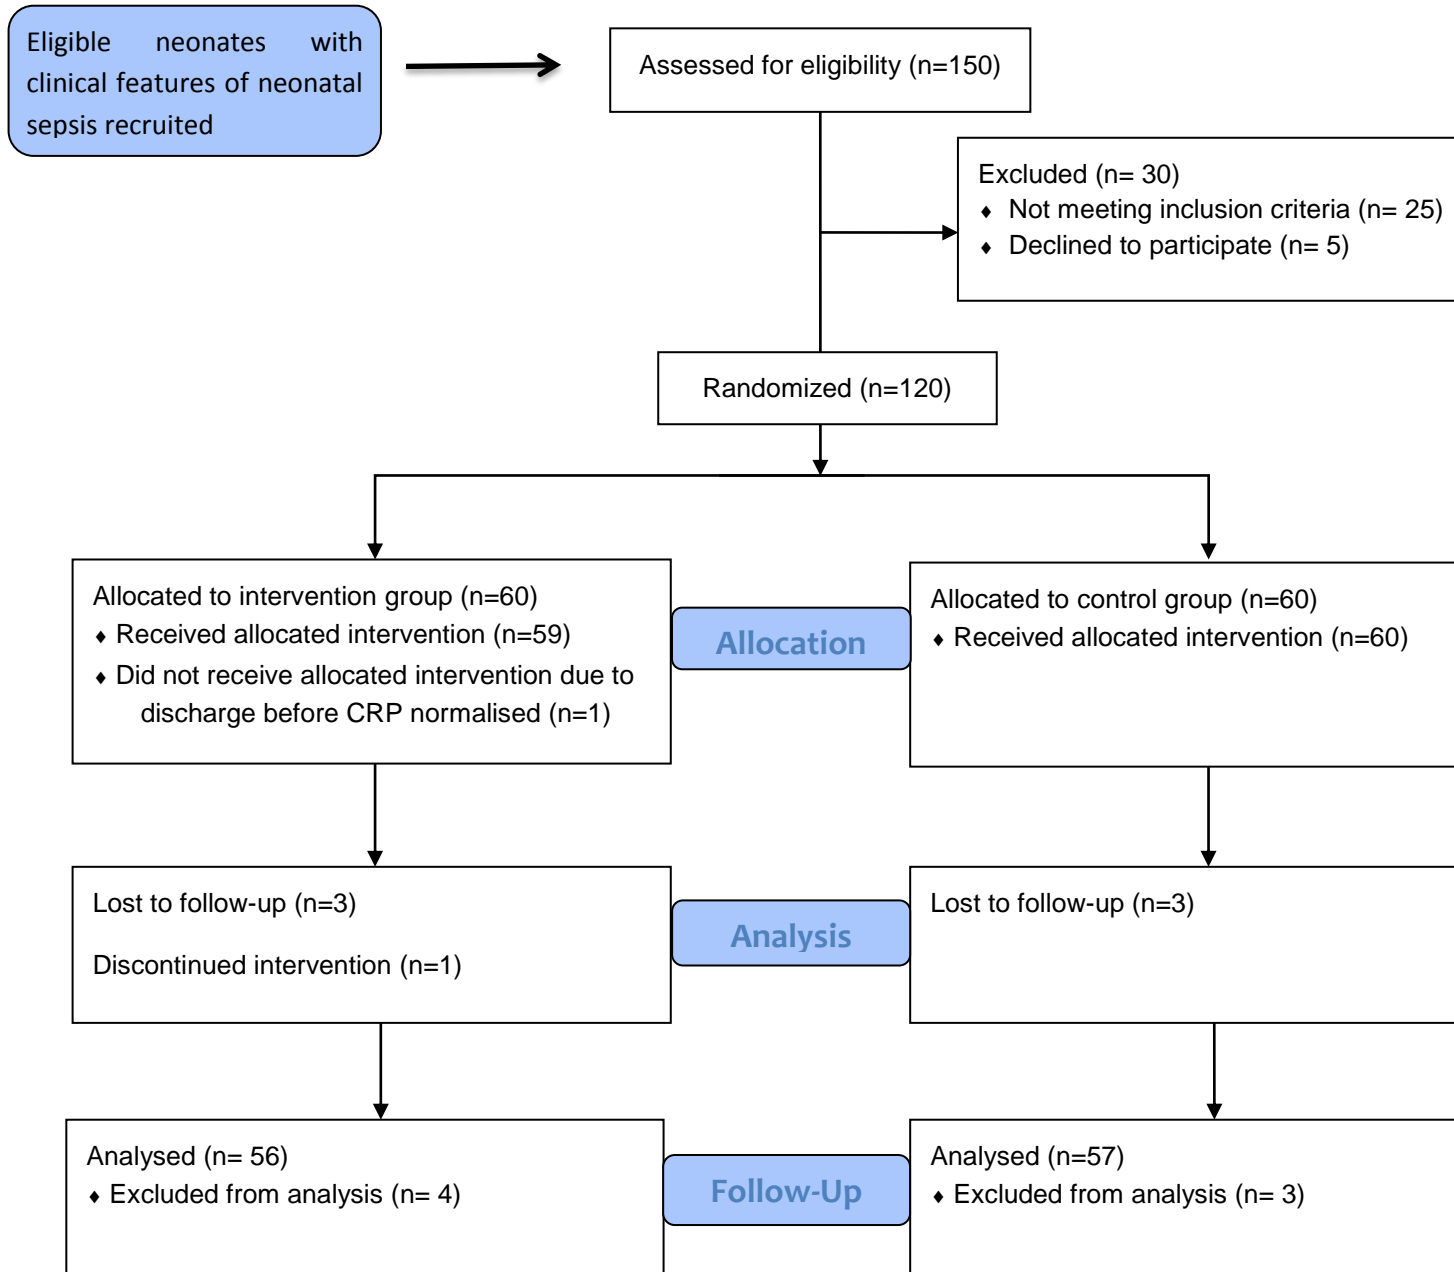 Eligible neonates with
clinical features of neonatal
sepsis recruited
Assessed for eligibility (n=150)
Excluded (n= 30)
♦ Not meeting inclusion criteria (n= 25)
♦ Declined to participate (n= 5)
Randomized (n=120)
Allocated to intervention group (n=60)
♦ Received allocated intervention (n=59)
♦ Did not receive allocated intervention due to
discharge before CRP normalised (n=1)
Allocation
Allocated to control group (n=60)
♦ Received allocated intervention (n=60)
Lost to follow-up (n=3)
Discontinued intervention (n=1)
Analysis
Lost to follow-up (n=3)
Analysed (n= 56)
♦ Excluded from analysis (n= 4)
Follow-Up
Analysed (n=57)
♦ Excluded from analysis (n= 3)